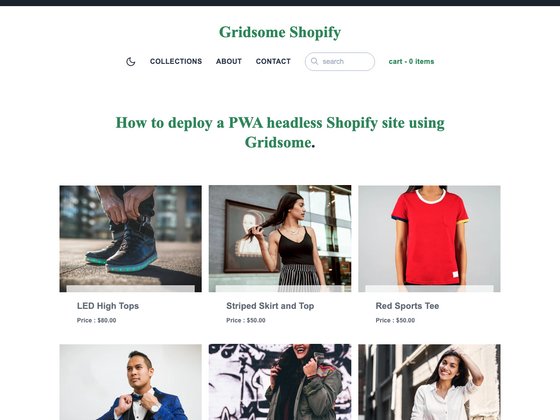 Gridsome Shopify
COLLECTIONS ABOUT CONTACT search cart - 0 items
How to deploy a PWA headless Shopify site using
Gridsome.
LED High Tops Striped Skirt and Top Red Sports Tee
Price : $80.00 Price : $50.00 Price : $50.00